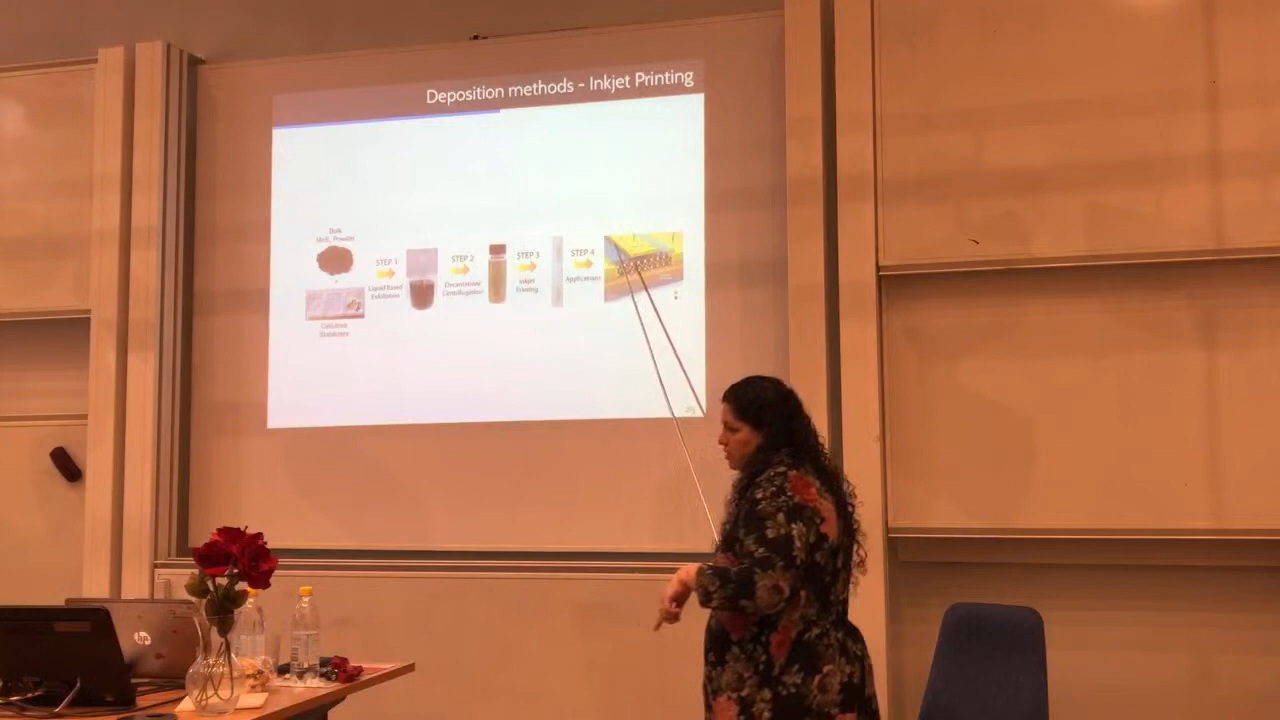 Deposition methods - Inkjet Printing
Bulk
MoS₂ Powder
+
Cellulose
Stabilizers
STEP 1
Liquid Based
Exfoliation
STEP 2
Decantation/
Centrifugation
STEP 3
Inkjet
Printing
STEP 4
Applications
hp